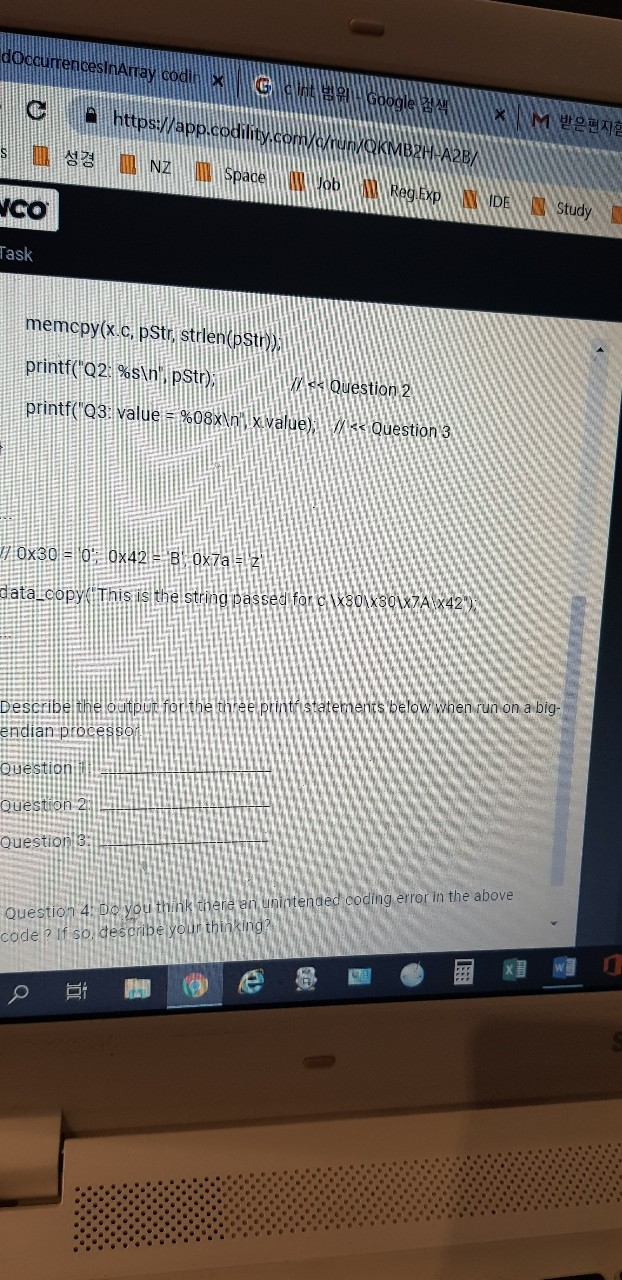 dOccurrencesInArray codin × G c int 범위 - Google 검색 × M 받은편지함
https://app.codility.com/c/run/QKMB2H-A2B/
s 성경 NZ Space Job Reg.Exp IDE Study
NCO
Task
memcpy(x.c, pStr, strlen(pStr));
printf("Q2: %s\n", pStr); // << Question 2
printf("Q3: value = %08x\n", x.value); // << Question 3
}
...
// 0x30 = '0'; 0x42 = 'B'; 0x7a = 'z'
data_copy("This is the string passed for c \x30\x30\x7A\x42");
...
Describe the output for the three printf statements below when run on a big-
endian processor.
Question 1: ____________________
Question 2: ____________________
Question 3: ____________________
Question 4: Do you think there an unintended coding error in the above
code ? If so, describe your thinking?